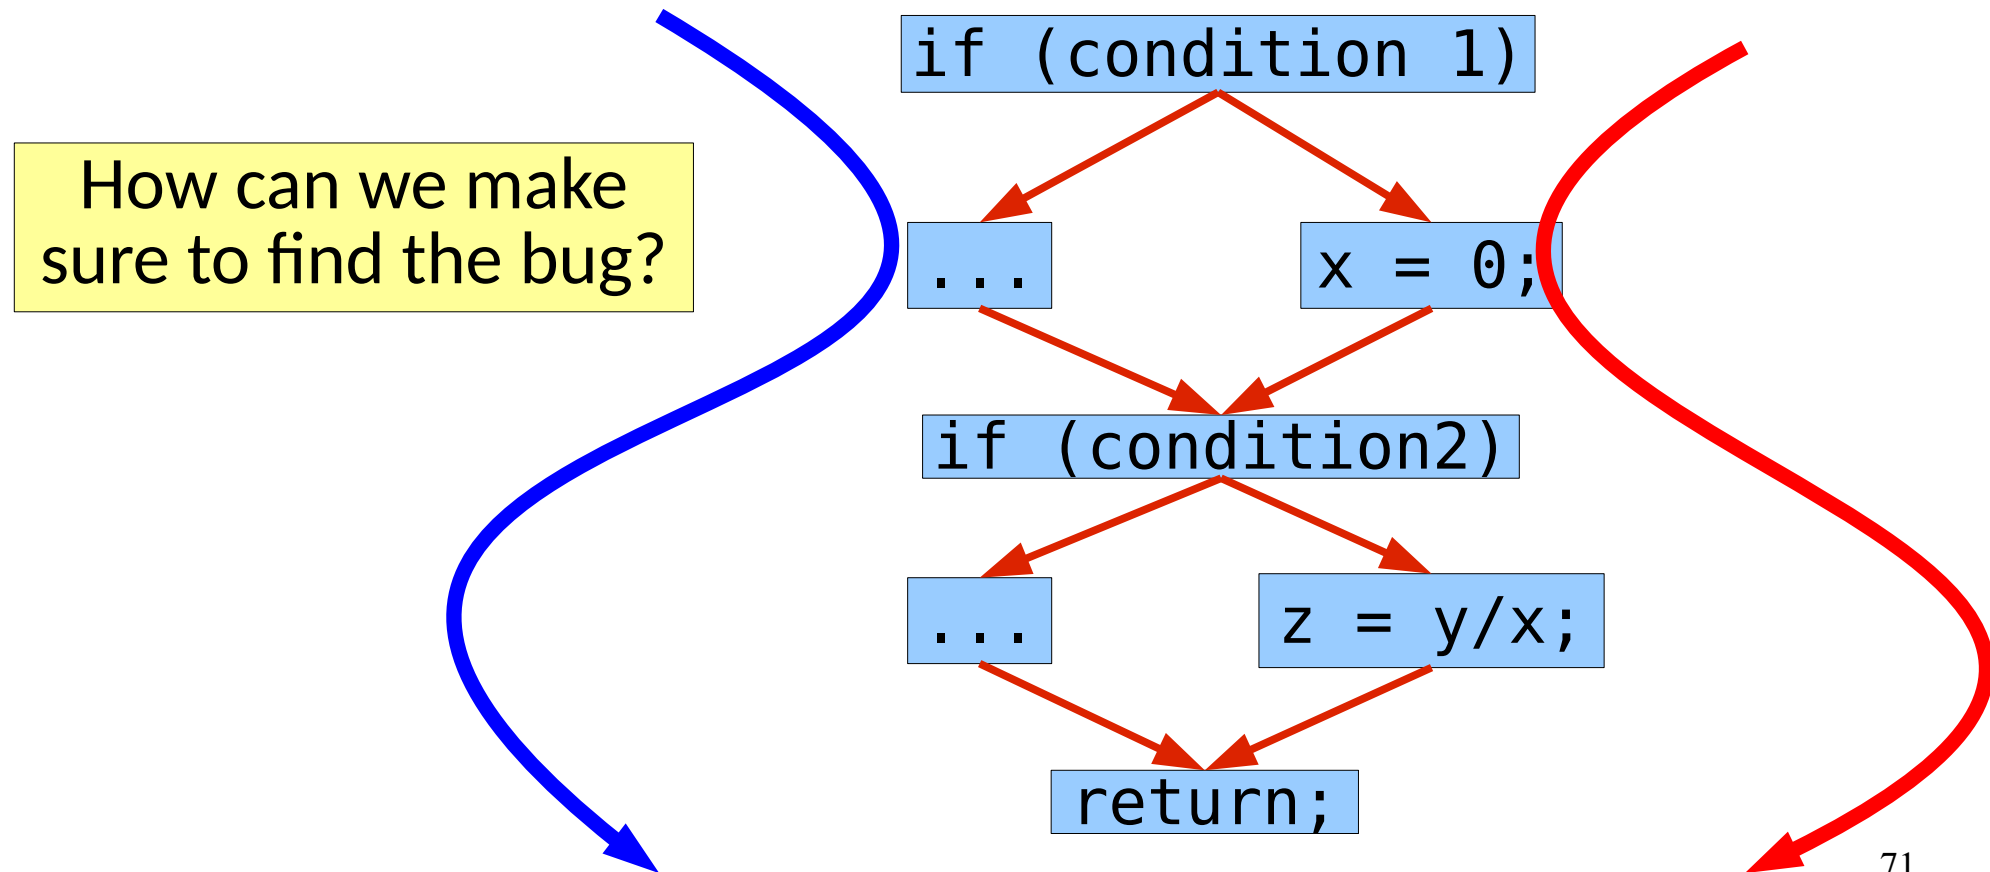 if (condition 1)
How can we make
sure to find the bug?
...
x = 0;
if (condition2)
...
z = y/x;
return;
71